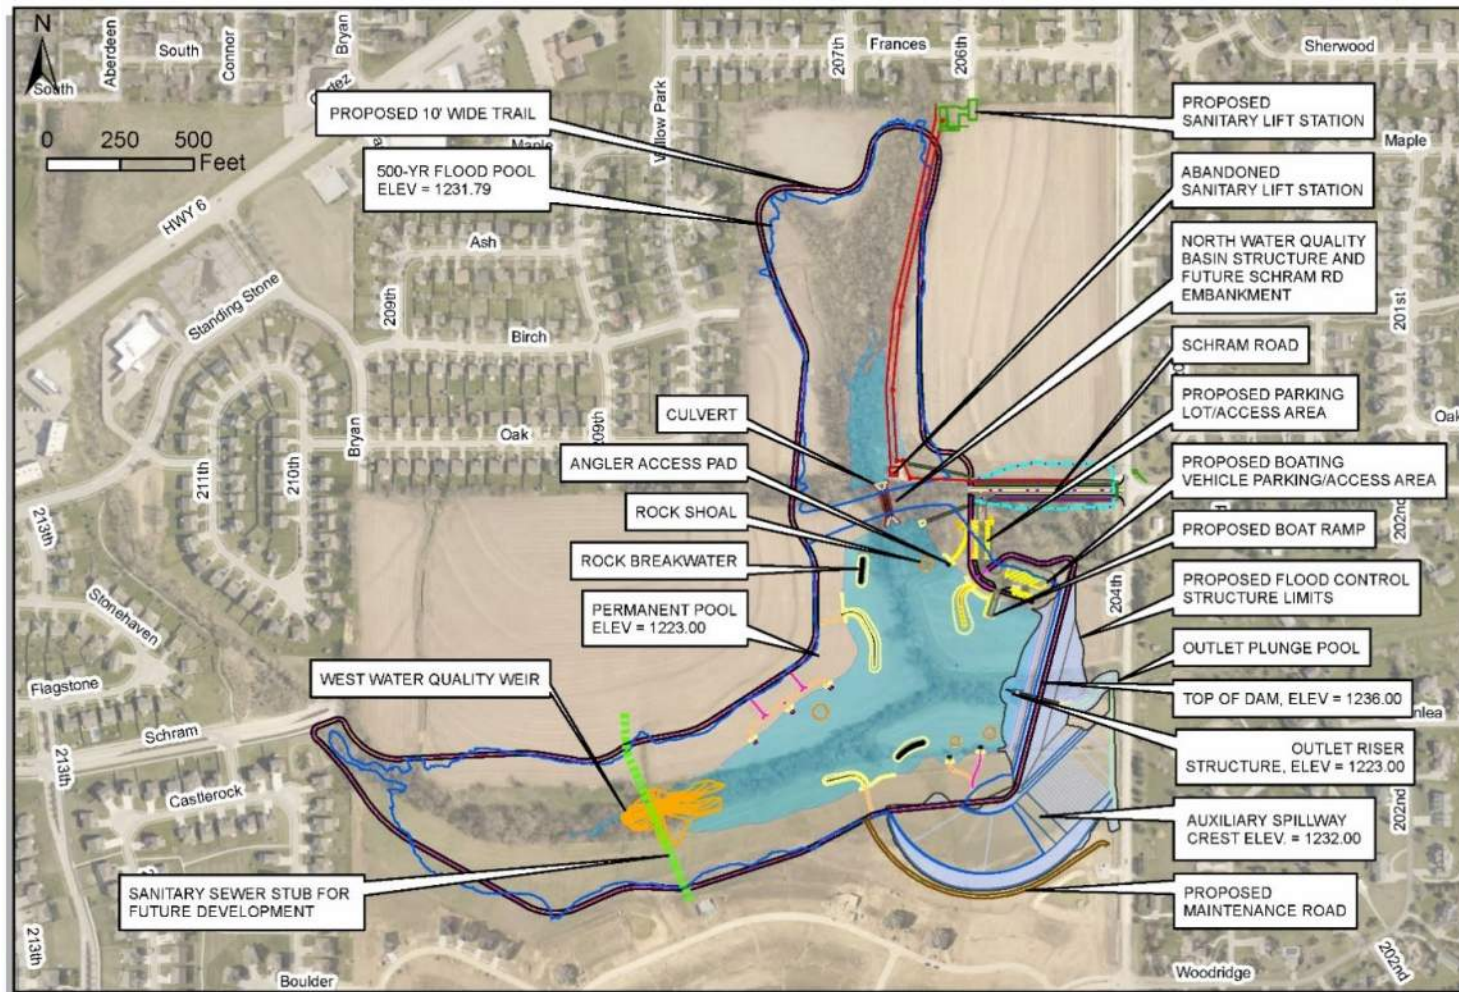 N
South
Aberdeen
South
Connor
Bryan
207th
Frances
206th
Sherwood
0 250 500
Feet
HWY 6
Willow Park
Maple
Maple
PROPOSED 10' WIDE TRAIL
500-YR FLOOD POOL
ELEV = 1231.79
PROPOSED
SANITARY LIFT STATION
ABANDONED
SANITARY LIFT STATION
NORTH WATER QUALITY
BASIN STRUCTURE AND
FUTURE SCHRAM RD
EMBANKMENT
SCHRAM ROAD
PROPOSED PARKING
LOT/ACCESS AREA
PROPOSED BOATING
VEHICLE PARKING/ACCESS AREA
PROPOSED BOAT RAMP
PROPOSED FLOOD CONTROL
STRUCTURE LIMITS
OUTLET PLUNGE POOL
TOP OF DAM, ELEV = 1236.00
OUTLET RISER
STRUCTURE, ELEV = 1223.00
AUXILIARY SPILLWAY
CREST ELEV. = 1232.00
PROPOSED
MAINTENANCE ROAD
Ash
209th
Standing Stone
Birch
201st
CULVERT
ANGLER ACCESS PAD
ROCK SHOAL
ROCK BREAKWATER
PERMANENT POOL
ELEV = 1223.00
WEST WATER QUALITY WEIR
SANITARY SEWER STUB FOR
FUTURE DEVELOPMENT
Bryan
Oak
209th
211th
210th
213th
Stonehaven
Flagstone
Schram
213th
Castlerock
213th
Boulder
204th
202nd
202nd
202nd
Woodridge